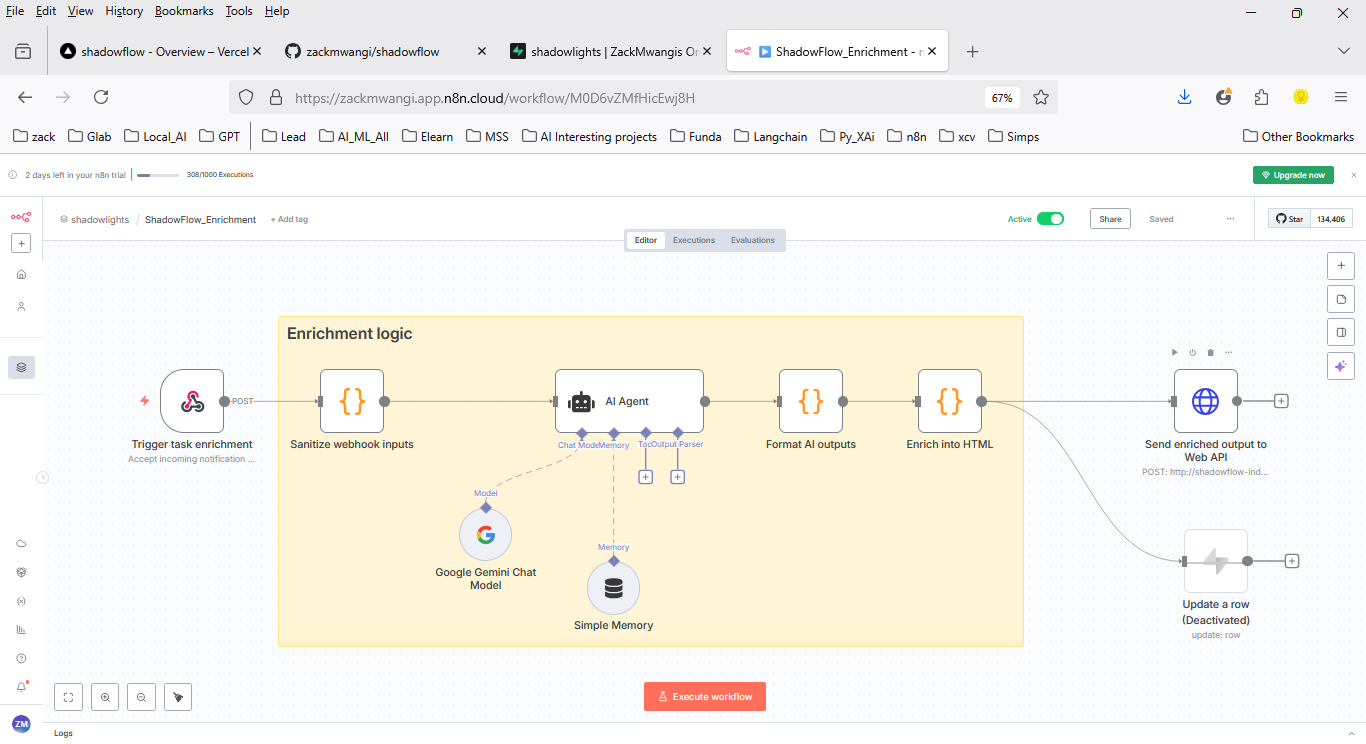 File Edit View History Bookmarks Tools Help
shadowflow - Overview – Vercel
zackmwangi/shadowflow
shadowlights | ZackMwangis Or
ShadowFlow_Enrichment - n
https://zackmwangi.app.n8n.cloud/workflow/M0D6vZMfHicEwj8H
67%
zack Glab Local_AI GPT Lead AI_ML_All Elearn MSS AI Interesting projects Funda Langchain Py_XAi n8n xcv Simps Other Bookmarks
2 days left in your n8n trial 308/1000 Executions Upgrade now
shadowlights / ShadowFlow_Enrichment + Add tag Active Share Saved ... Star 134,406
Editor Executions Evaluations
Enrichment logic
POST
AI Agent
Trigger task enrichment
Accept incoming notification ...
Sanitize webhook inputs
Chat Mode Memory Toc Output Parser
Format AI outputs
Enrich into HTML
Send enriched output to
Web API
POST: http://shadowflow-ind...
Model
Google Gemini Chat
Model
Memory
Simple Memory
Update a row
(Deactivated)
update: row
Execute workflow
ZM
Logs